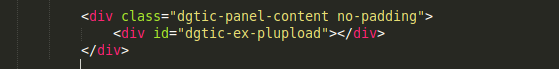 <div class="dgtic-panel-content no-padding">
<div id="dgtic-ex-plupload"></div>
</div>